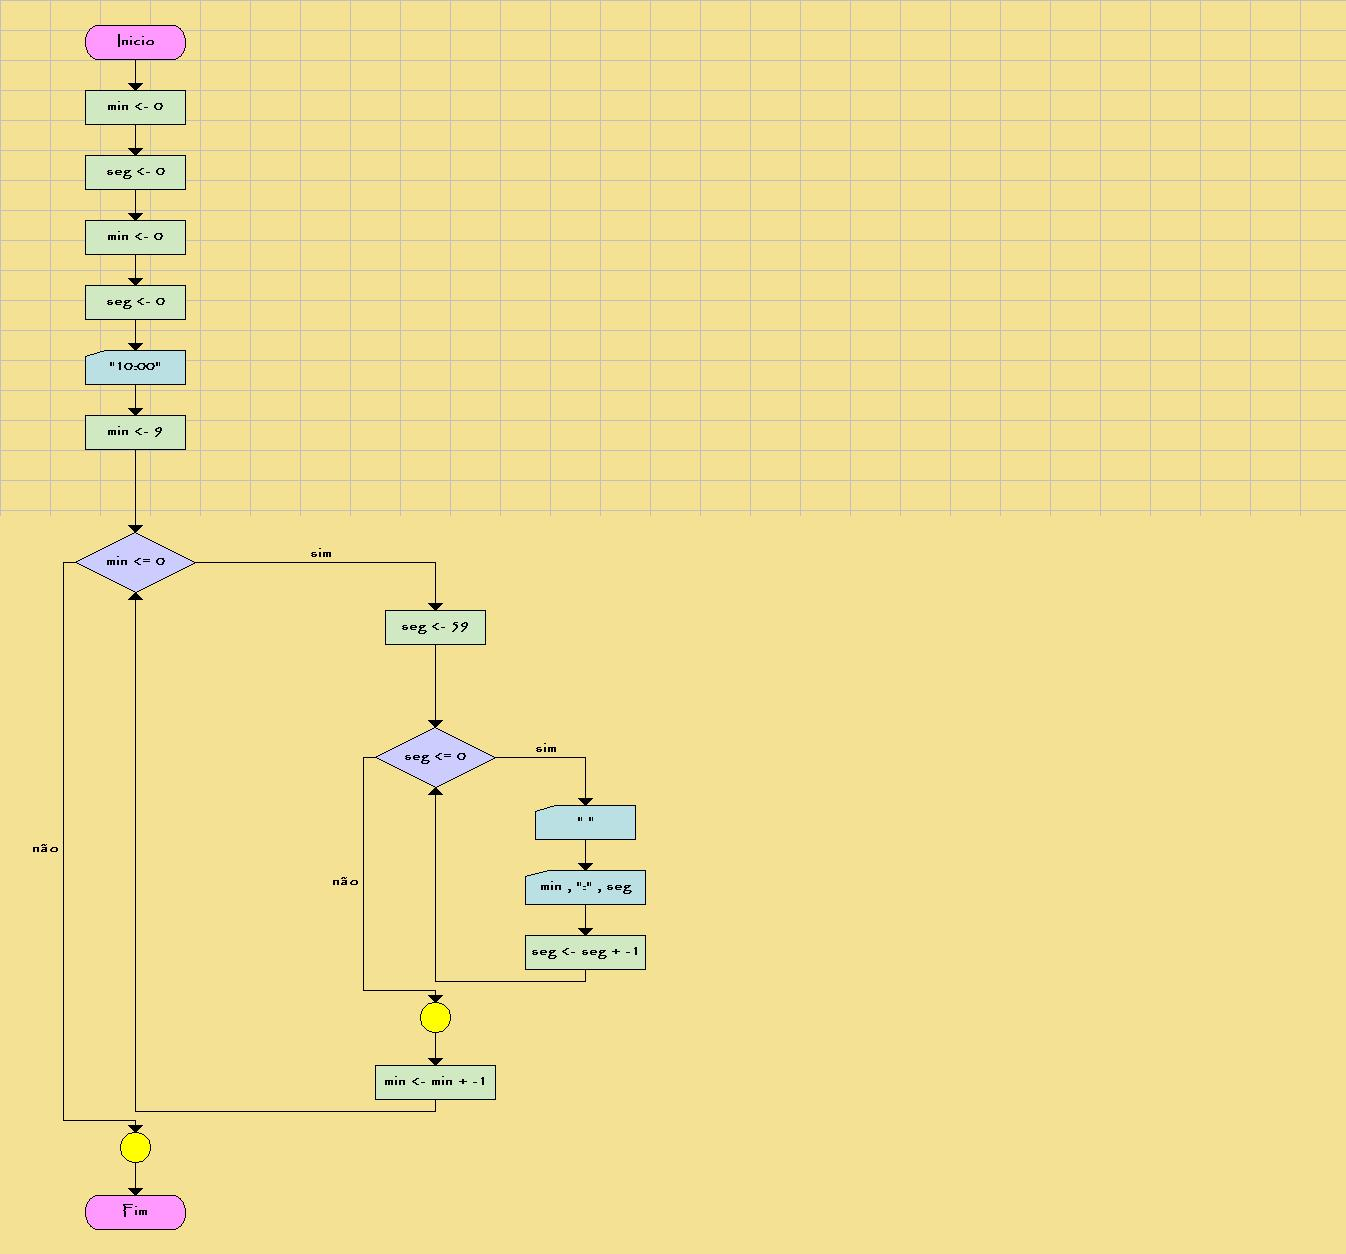 Inicio
min <- 0
seg <- 0
min <- 0
seg <- 0
"10:00"
min <- 9
min <= 0
sim
seg <- 59
seg <= 0
sim
" "
não
min , ":" , seg
não
seg <- seg + -1
min <- min + -1
Fim